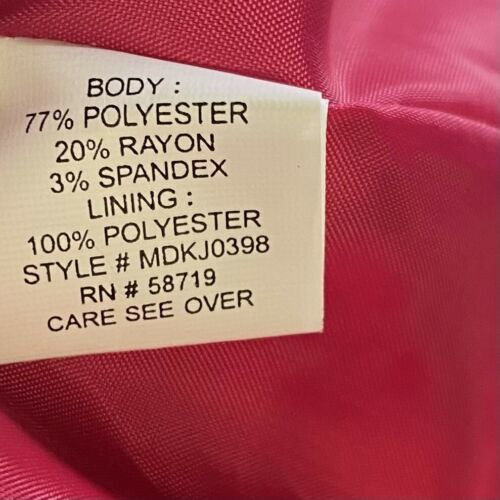 BODY :
77% POLYESTER
20% RAYON
3% SPANDEX
LINING :
100% POLYESTER
STYLE # MDKJ0398
RN # 58719
CARE SEE OVER